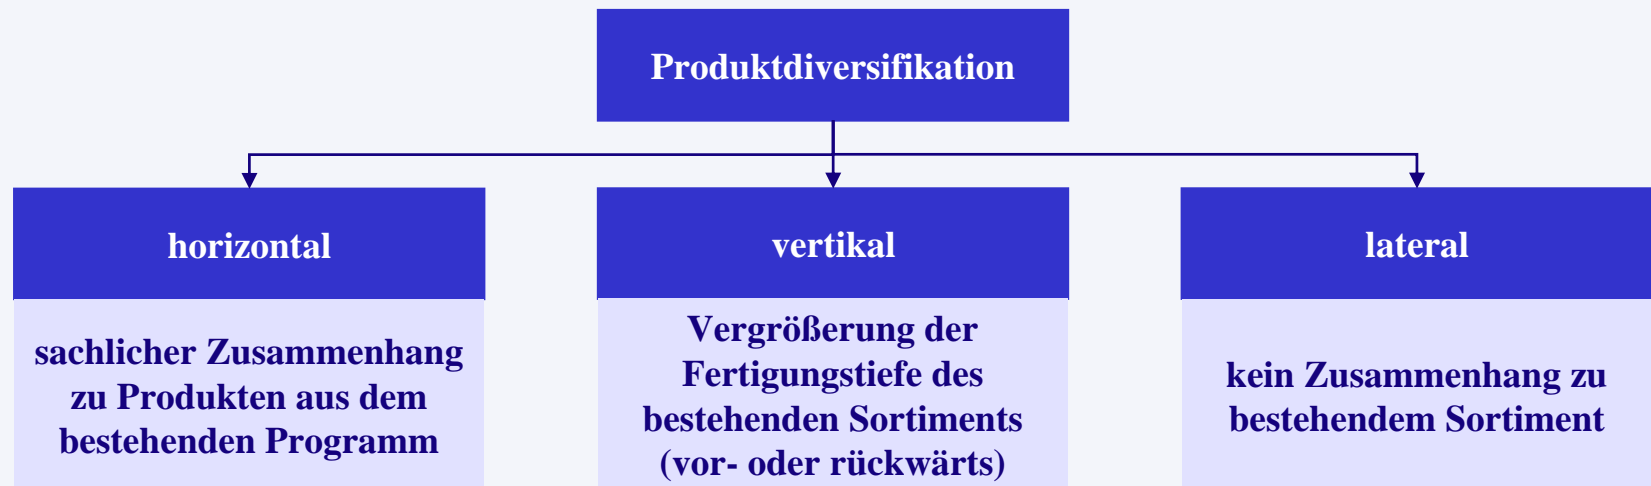 Produktdiversifikation
horizontal
sachlicher Zusammenhang
zu Produkten aus dem
bestehenden Programm
vertikal
Vergrößerung der
Fertigungstiefe des
bestehenden Sortiments
(vor- oder rückwärts)
lateral
kein Zusammenhang zu
bestehendem Sortiment